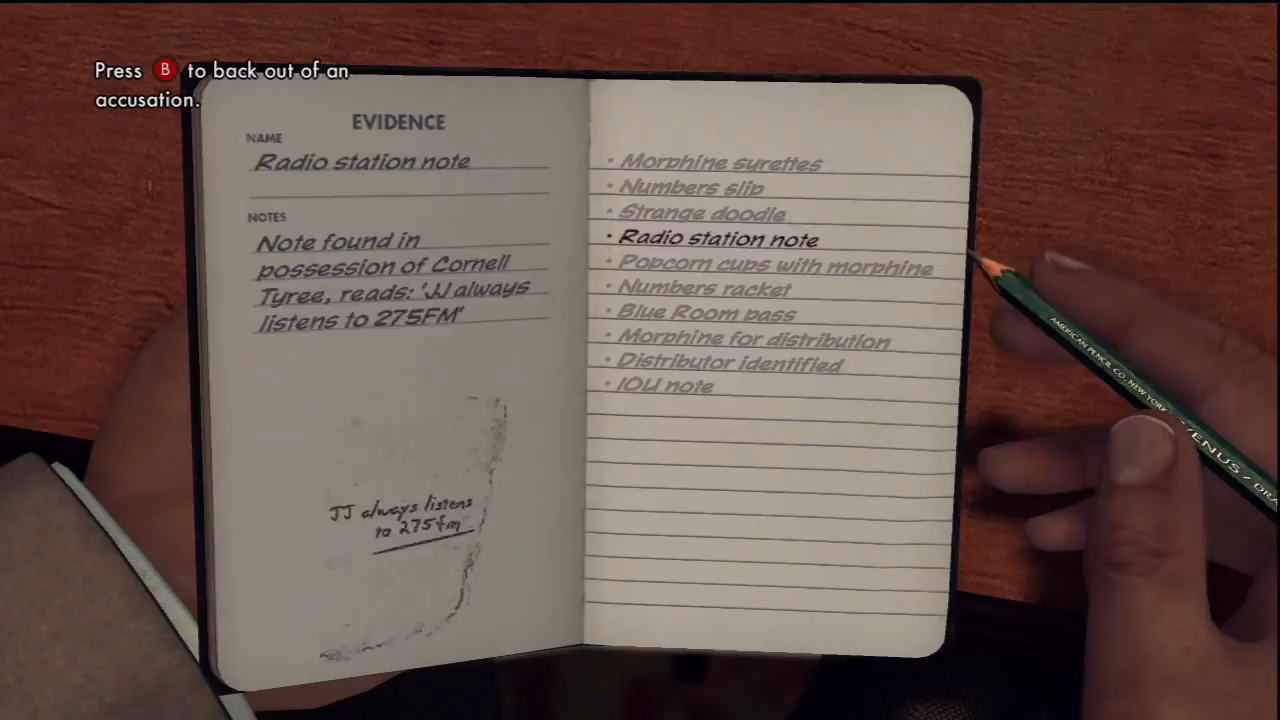 Press B to back out of an
accusation.
EVIDENCE
NAME
Radio station note
NOTES
Note found in
possession of Cornell
Tyree, reads: 'JJ always
listens to 275FM'
JJ always listens
to 275fm
· Morphine syrettes
· Numbers slip
· Strange doodle
· Radio station note
· Popcorn cups with morphine
· Numbers racket
· Blue Room pass
· Morphine for distribution
· Distributor identified
· IOU note
AMERICAN PENCIL CO. NEW YORK
VENUS / DRA